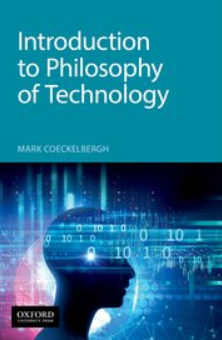 Introduction
to Philosophy
of Technology
MARK COECKELBERGH
OXFORD
UNIVERSITY PRESS